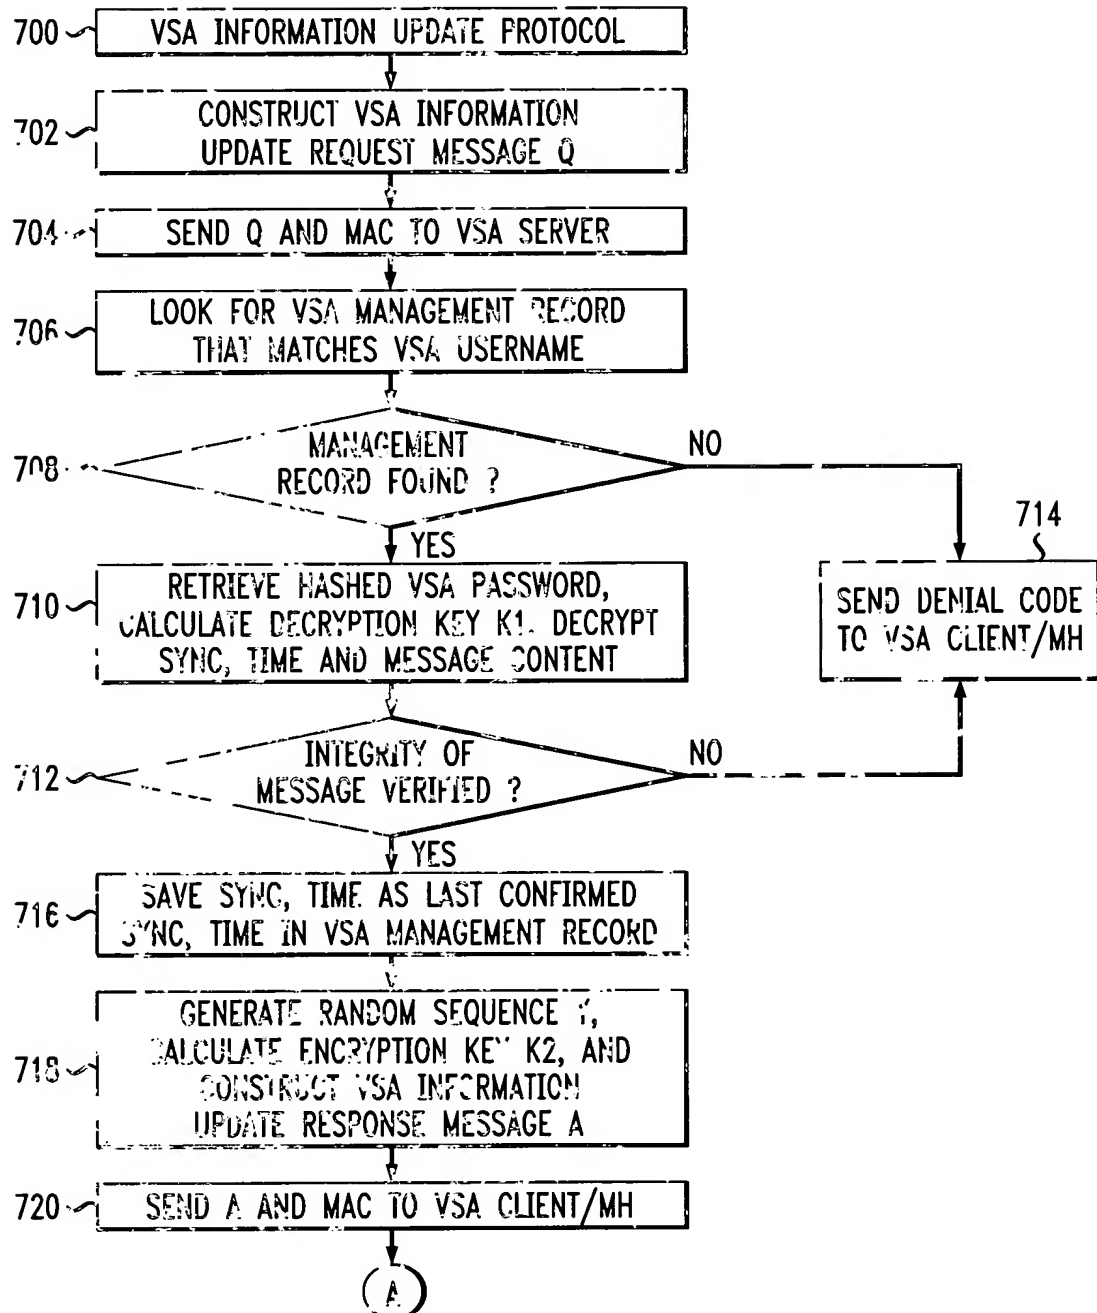 700
VSA INFORMATION UPDATE PROTOCOL
702
CONSTRUCT VSA INFORMATION
UPDATE REQUEST MESSAGE Q
704
SEND Q AND MAC TO VSA SERVER
706
LOOK FOR VSA MANAGEMENT RECORD
THAT MATCHES VSA USERNAME
708
MANAGEMENT
RECORD FOUND ?
NO
YES
714
SEND DENIAL CODE
TO VSA CLIENT/MH
710
RETRIEVE HASHED VSA PASSWORD,
CALCULATE DECRYPTION KEY K1. DECRYPT
SYNC, TIME AND MESSAGE CONTENT
712
INTEGRITY OF
MESSAGE VERIFIED ?
NO
YES
716
SAVE SYNC, TIME AS LAST CONFIRMED
SYNC, TIME IN VSA MANAGEMENT RECORD
718
GENERATE RANDOM SEQUENCE Y,
CALCULATE ENCRYPTION KEY K2, AND
CONSTRUCT VSA INFORMATION
UPDATE RESPONSE MESSAGE A
720
SEND A AND MAC TO VSA CLIENT/MH
A